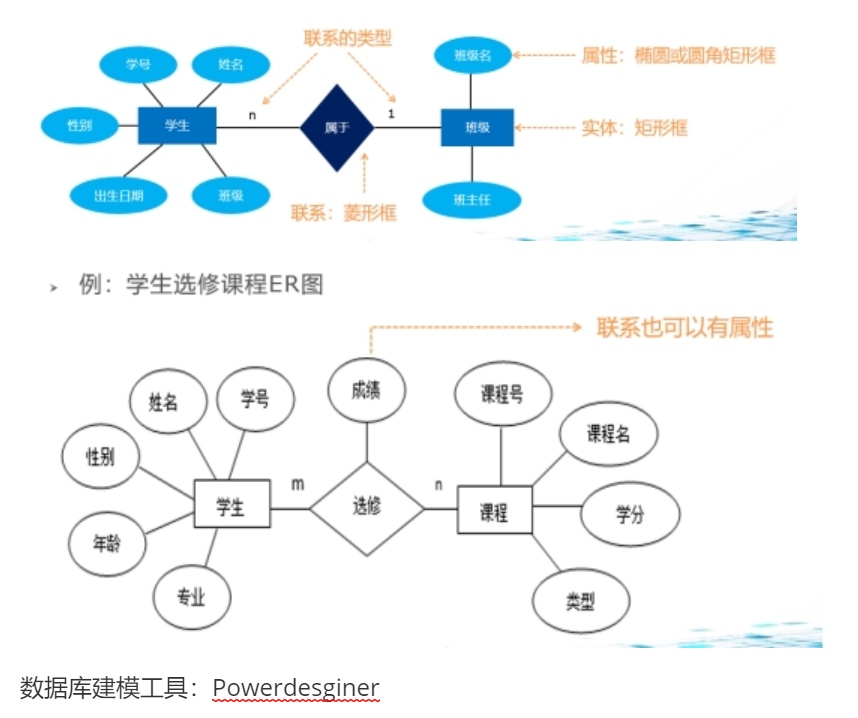 联系的类型
学号
姓名
班级名
属性：椭圆或圆角矩形框
性别
学生
n
属于
1
班级
实体：矩形框
出生日期
班级
联系：菱形框
班主任
➢ 例：学生选修课程ER图
联系也可以有属性
姓名
学号
成绩
课程号
课程名
性别
学生
m
选修
n
课程
学分
年龄
专业
类型
数据库建模工具：Powerdesginer